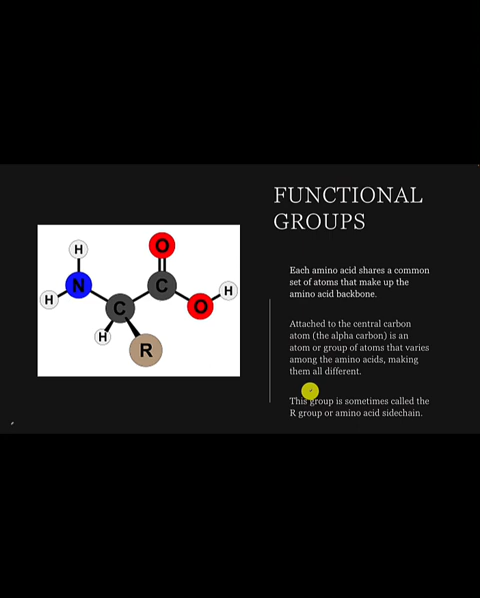 FUNCTIONAL
GROUPS
Each amino acid shares a common
set of atoms that make up the
amino acid backbone.
Attached to the central carbon
atom (the alpha carbon) is an
atom or group of atoms that varies
among the amino acids, making
them all different.
This group is sometimes called the
R group or amino acid sidechain.
H
O
N
C
H
H
C
O
H
R